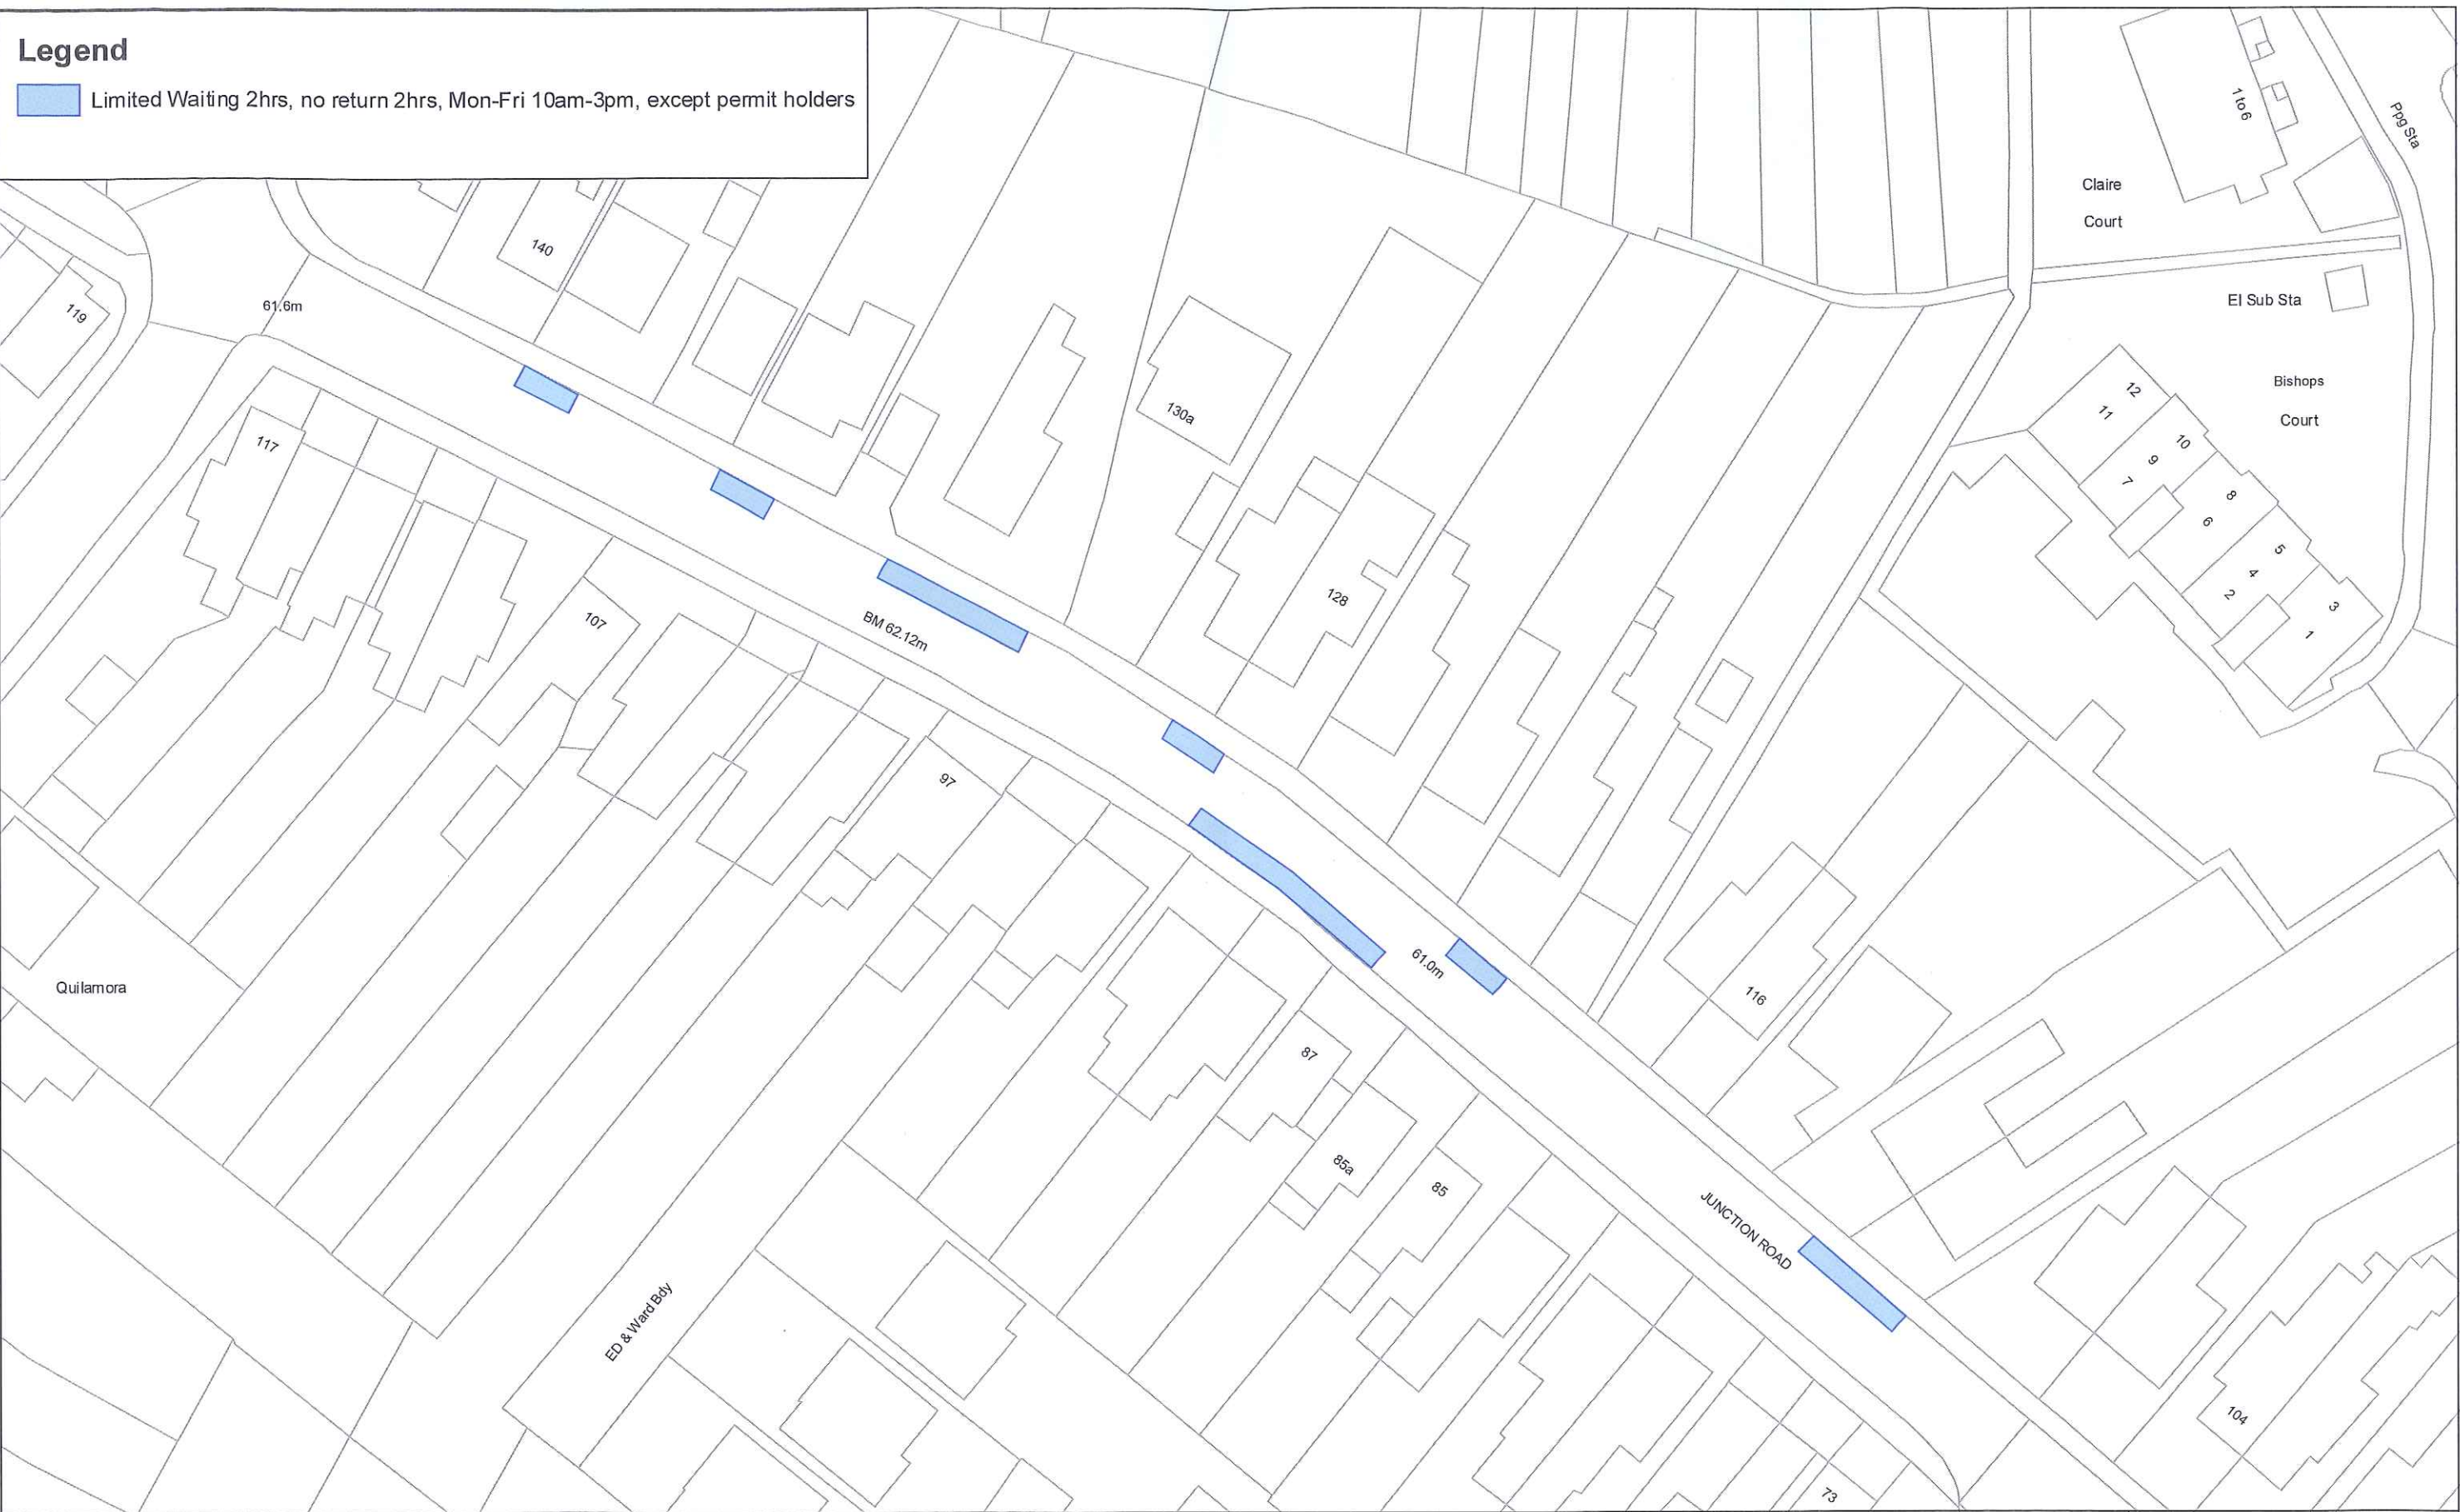 Legend
Limited Waiting 2hrs, no return 2hrs, Mon-Fri 10am-3pm, except permit holders
1 to 6
Ppg Sta
Claire
Court
140
119
61.6m
El Sub Sta
Bishops
Court
12
11
10
9
7
8
6
5
4
2
3
1
130a
117
128
107
BM 62.12m
97
61.0m
Quilamora
116
87
85a
85
JUNCTION ROAD
ED & Ward Bdy
104
73